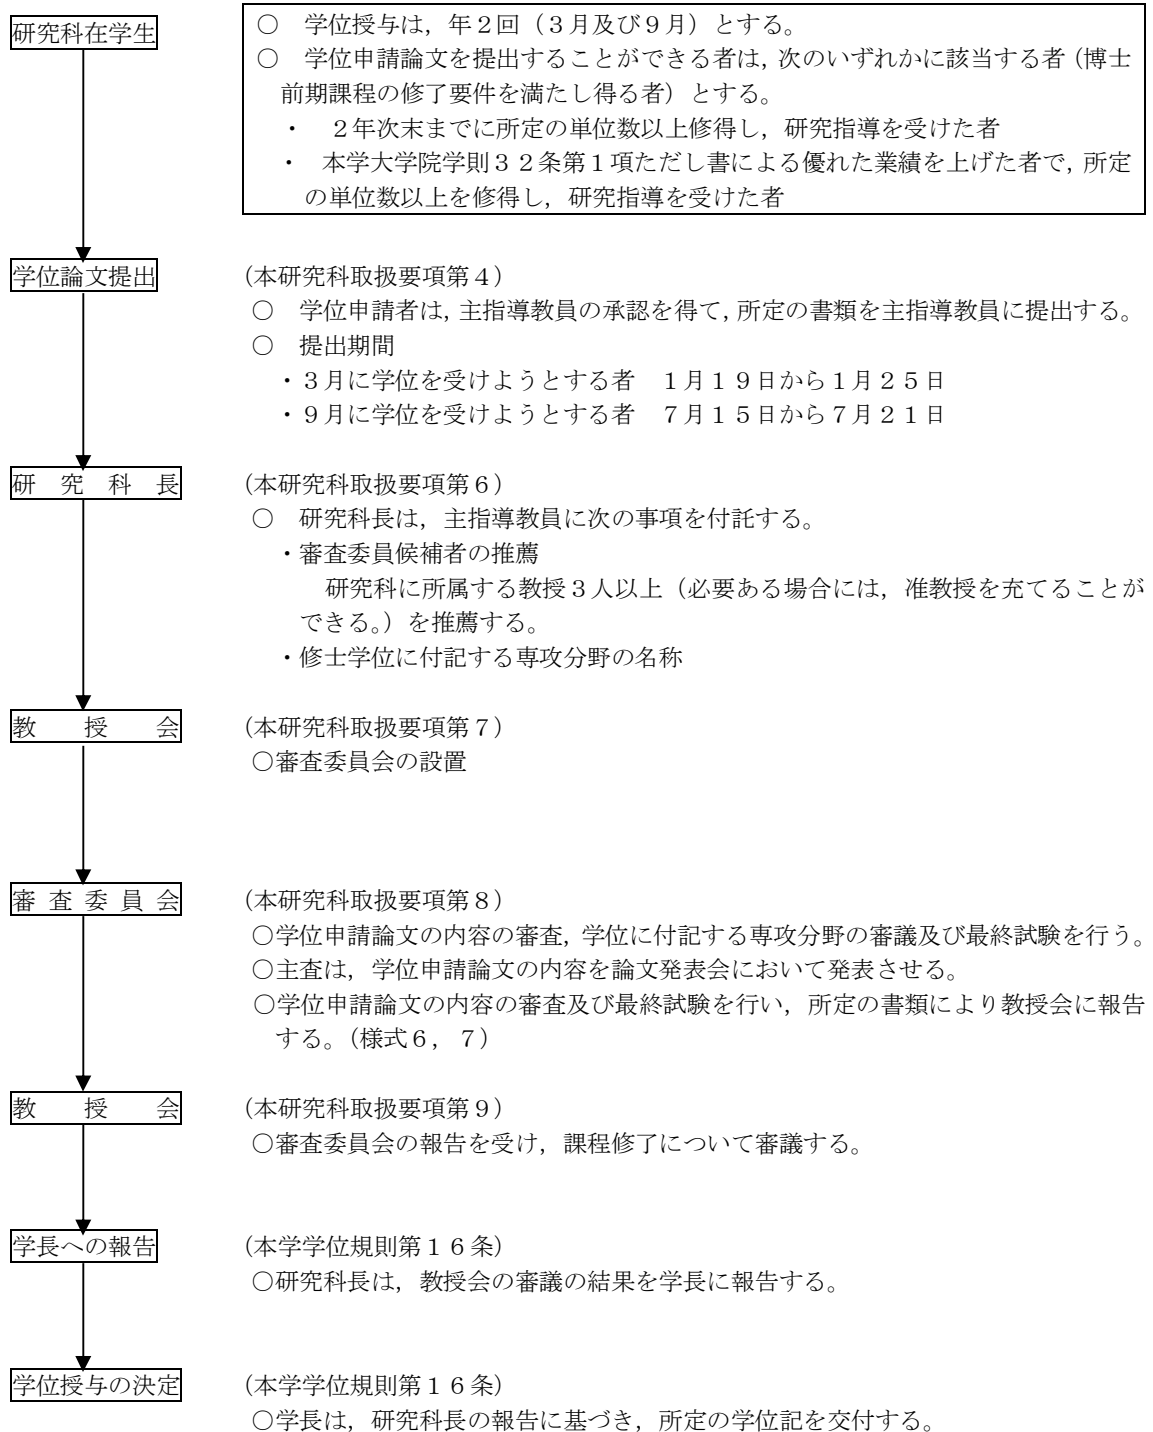 研究科在学生
○　学位授与は，年２回（３月及び９月）とする。
○　学位申請論文を提出することができる者は，次のいずれかに該当する者（博士
前期課程の修了要件を満たし得る者）とする。
・　２年次末までに所定の単位数以上修得し，研究指導を受けた者
・　本学大学院学則３２条第１項ただし書による優れた業績を上げた者で，所定
の単位数以上を修得し，研究指導を受けた者
学位論文提出　（本研究科取扱要項第４）
○　学位申請者は，主指導教員の承認を得て，所定の書類を主指導教員に提出する。
○　提出期間
・３月に学位を受けようとする者　１月１９日から１月２５日
・９月に学位を受けようとする者　７月１５日から７月２１日
研　究　科　長　（本研究科取扱要項第６）
○　研究科長は，主指導教員に次の事項を付託する。
・審査委員候補者の推薦
研究科に所属する教授３人以上（必要ある場合には，准教授を充てることが
できる。）を推薦する。
・修士学位に付記する専攻分野の名称
教　授　会　（本研究科取扱要項第７）
○審査委員会の設置
審 査 委 員 会　（本研究科取扱要項第８）
○学位申請論文の内容の審査，学位に付記する専攻分野の審議及び最終試験を行う。
○主査は，学位申請論文の内容を論文発表会において発表させる。
○学位申請論文の内容の審査及び最終試験を行い，所定の書類により教授会に報告
する。（様式６，７）
教　授　会　（本研究科取扱要項第９）
○審査委員会の報告を受け，課程修了について審議する。
学長への報告　（本学学位規則第１６条）
○研究科長は，教授会の審議の結果を学長に報告する。
学位授与の決定　（本学学位規則第１６条）
○学長は，研究科長の報告に基づき，所定の学位記を交付する。